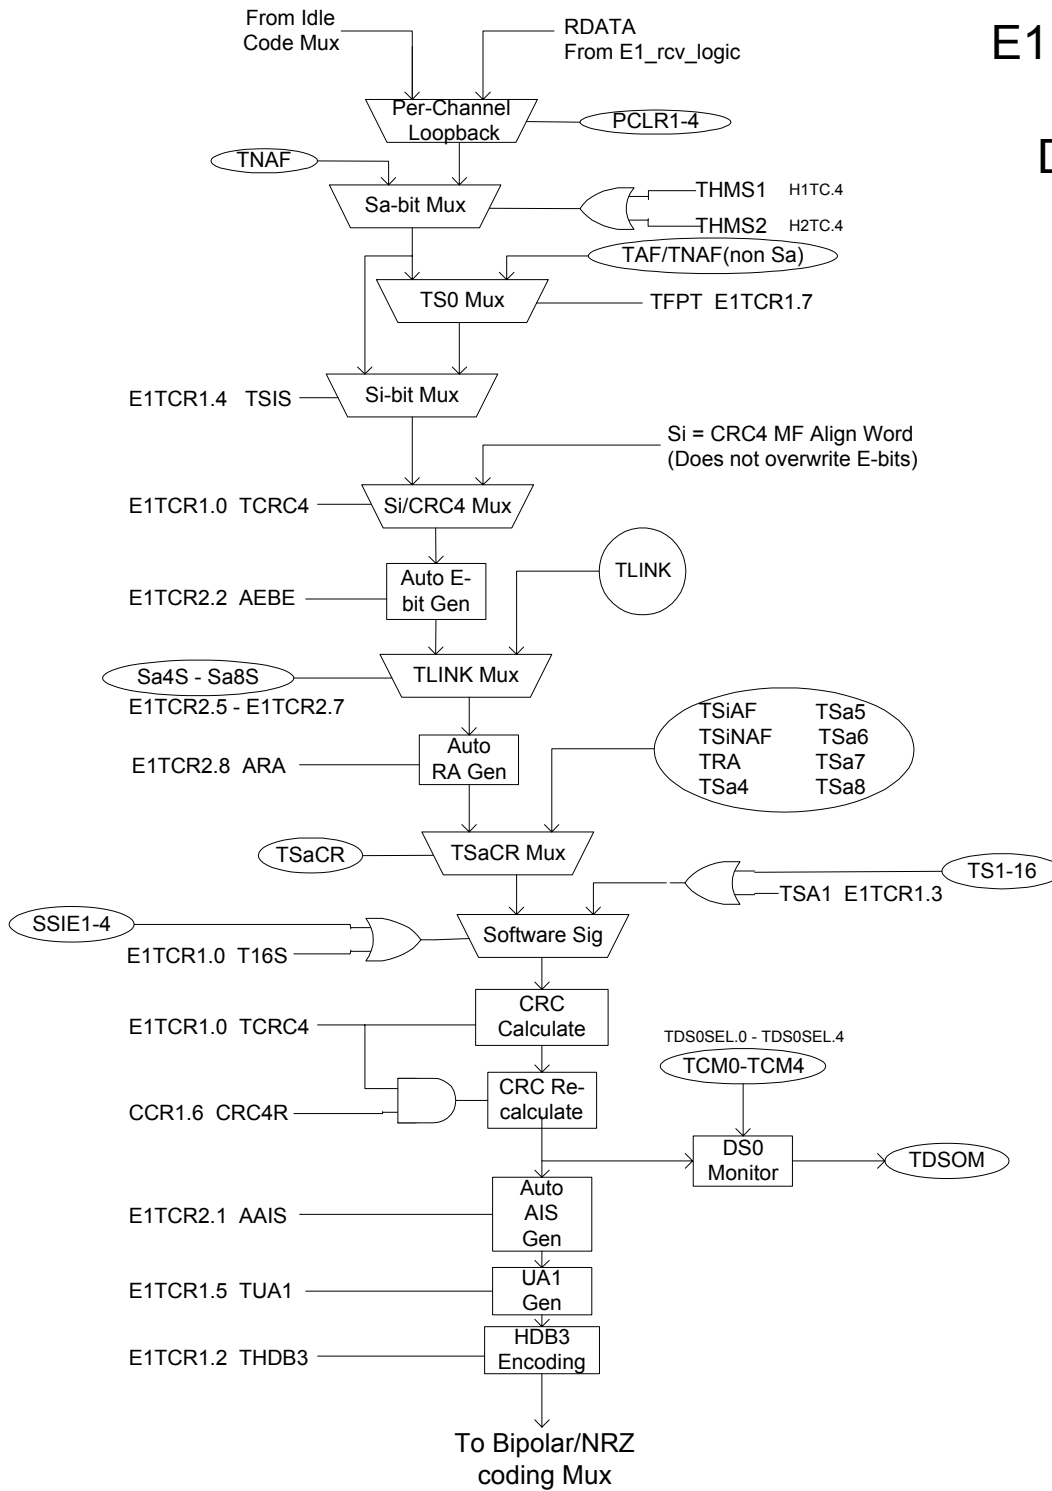 From Idle
Code Mux
RDATA
From E1_rcv_logic
E1
D
Per-Channel
Loopback
PCLR1-4
TNAF
Sa-bit Mux
THMS1 H1TC.4
THMS2 H2TC.4
TAF/TNAF(non Sa)
TS0 Mux
TFPT E1TCR1.7
E1TCR1.4 TSIS
Si-bit Mux
Si = CRC4 MF Align Word
(Does not overwrite E-bits)
E1TCR1.0 TCRC4
Si/CRC4 Mux
E1TCR2.2 AEBE
Auto E-
bit Gen
TLINK
Sa4S - Sa8S
E1TCR2.5 - E1TCR2.7
TLINK Mux
E1TCR2.8 ARA
Auto
RA Gen
TSiAF TSa5
TSiNAF TSa6
TRA TSa7
TSa4 TSa8
TSaCR
TSaCR Mux
TS1-16
TSA1 E1TCR1.3
SSIE1-4
E1TCR1.0 T16S
Software Sig
E1TCR1.0 TCRC4
CRC
Calculate
TDS0SEL.0 - TDS0SEL.4
TCM0-TCM4
CCR1.6 CRC4R
CRC Re-
calculate
DS0
Monitor
TDSOM
E1TCR2.1 AAIS
Auto
AIS
Gen
E1TCR1.5 TUA1
UA1
Gen
E1TCR1.2 THDB3
HDB3
Encoding
To Bipolar/NRZ
coding Mux